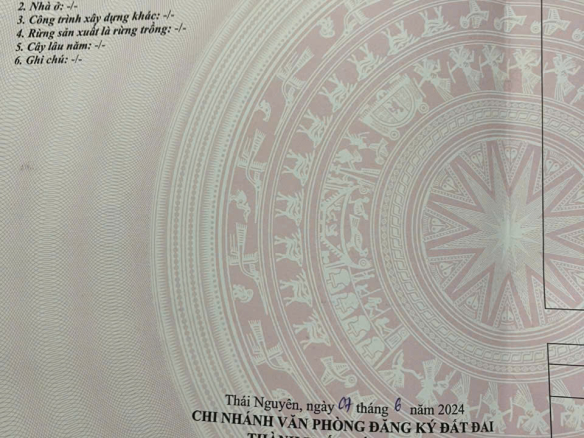 2. Nhà ở: -/-
3. Công trình xây dựng khác: -/-
4. Rừng sản xuất là rừng trồng: -/-
5. Cây lâu năm: -/-
6. Ghi chú: -/-
Thái Nguyên, ngày 07 tháng 6 năm 2024
CHI NHÁNH VĂN PHÒNG ĐĂNG KÝ ĐẤT ĐAI